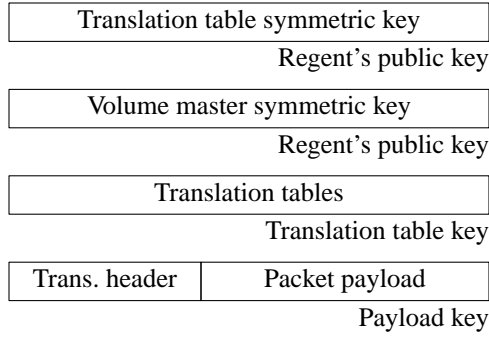 Translation table symmetric key
Regent's public key
Volume master symmetric key
Regent's public key
Translation tables
Translation table key
Trans. header Packet payload
Payload key